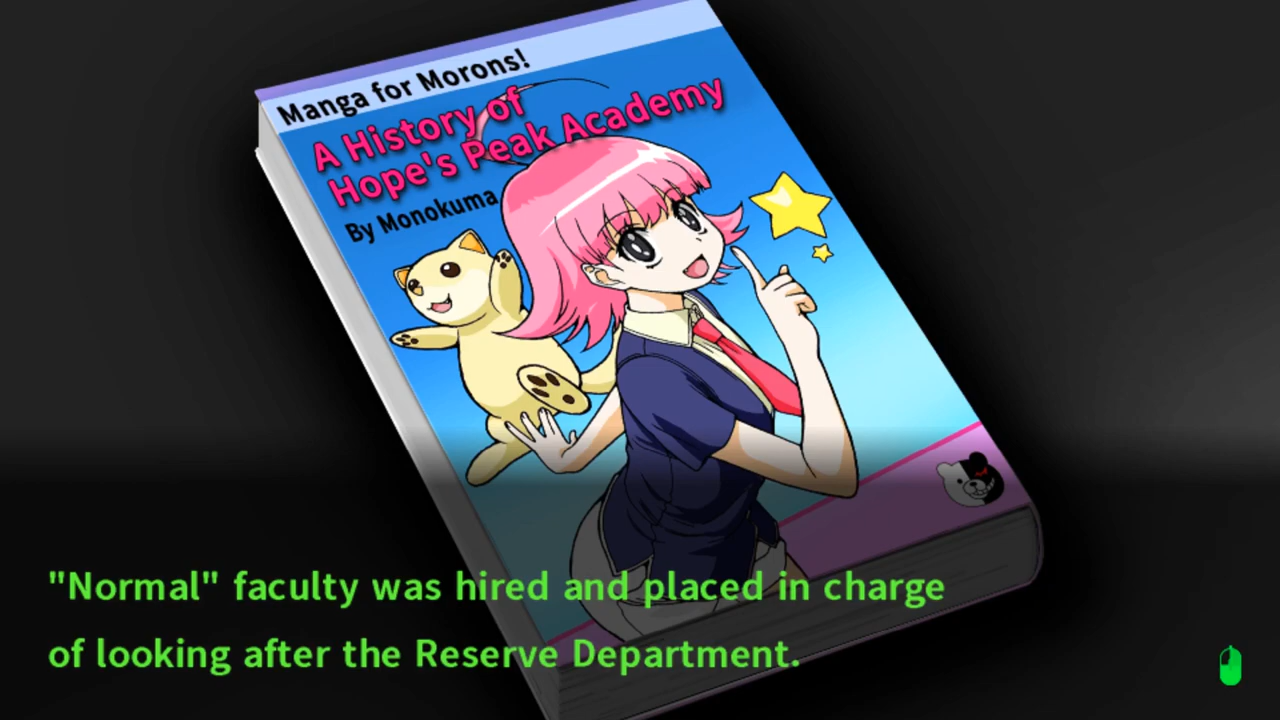 Manga for Morons!
A History of
Hope's Peak Academy
By Monokuma
"Normal" faculty was hired and placed in charge
of looking after the Reserve Department.